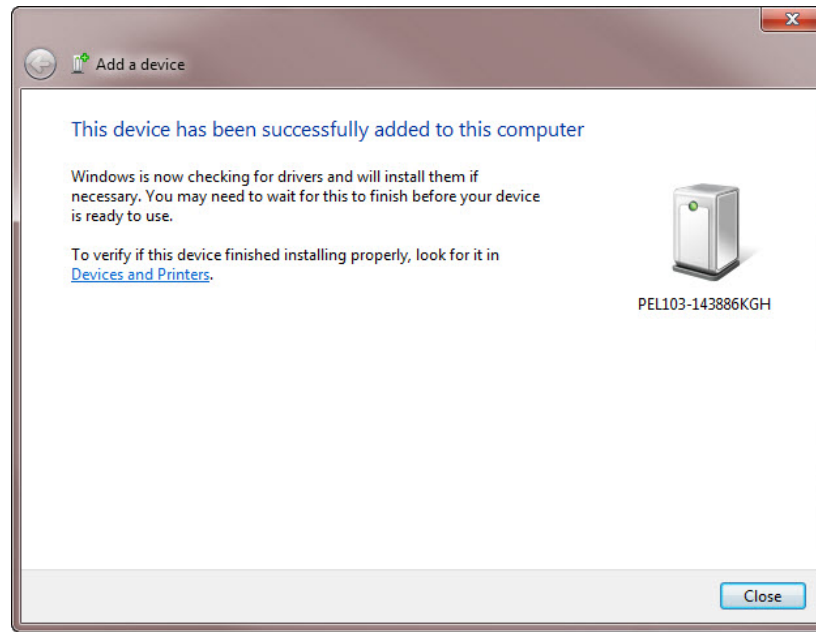 Add a device
This device has been successfully added to this computer
Windows is now checking for drivers and will install them if
necessary. You may need to wait for this to finish before your device
is ready to use.
To verify if this device finished installing properly, look for it in
Devices and Printers.
PEL103-143886KGH
Close